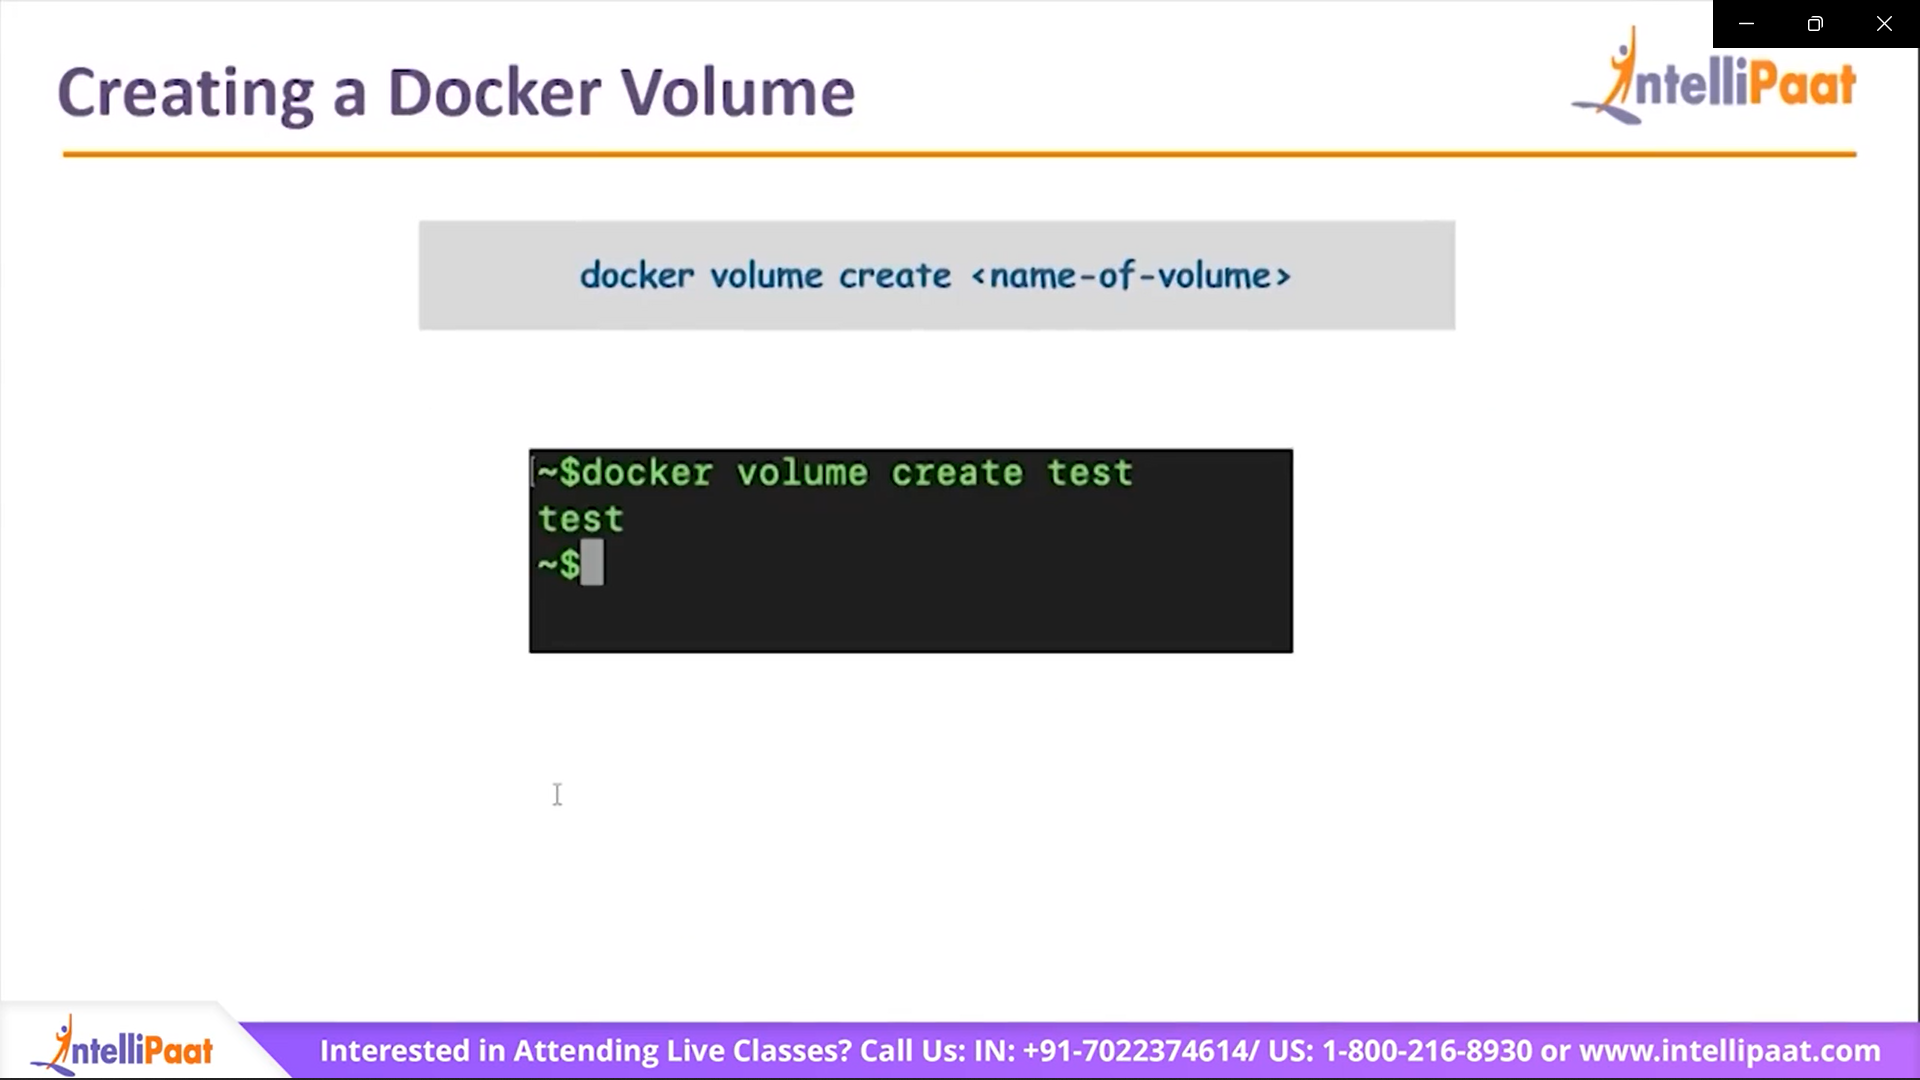 Creating a Docker Volume
IntelliPaat
docker volume create <name-of-volume>
~$docker volume create test
test
~$
IntelliPaat
Interested in Attending Live Classes? Call Us: IN: +91-7022374614/ US: 1-800-216-8930 or www.intellipaat.com